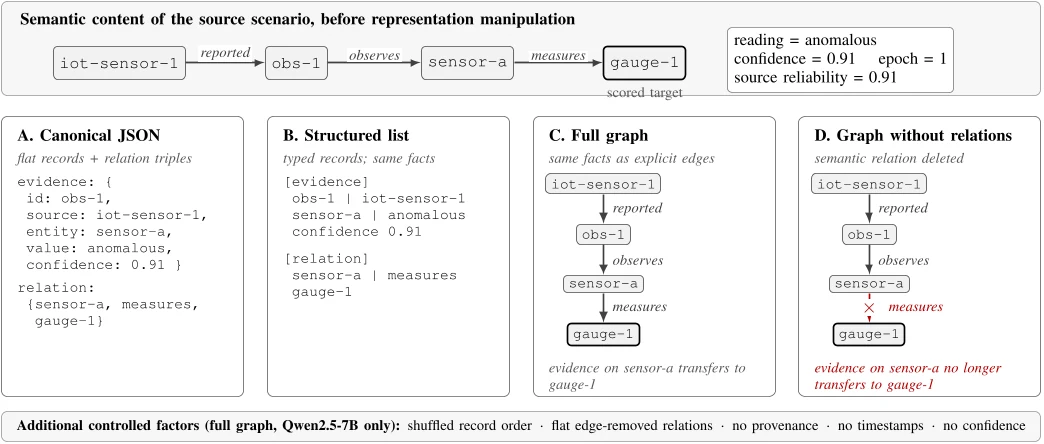 Semantic content of the source scenario, before representation manipulation
iot-sensor-1 reported obs-1 observes sensor-a measures gauge-1
scored target
reading = anomalous
confidence = 0.91 epoch = 1
source reliability = 0.91
A. Canonical JSON
flat records + relation triples
evidence: {
id: obs-1,
source: iot-sensor-1,
entity: sensor-a,
value: anomalous,
confidence: 0.91 }
relation:
{sensor-a, measures,
gauge-1}
B. Structured list
typed records; same facts
[evidence]
obs-1 | iot-sensor-1
sensor-a | anomalous
confidence 0.91
[relation]
sensor-a | measures
gauge-1
C. Full graph
same facts as explicit edges
iot-sensor-1
reported
obs-1
observes
sensor-a
measures
gauge-1
evidence on sensor-a transfers to
gauge-1
D. Graph without relations
semantic relation deleted
iot-sensor-1
reported
obs-1
observes
sensor-a
× measures
gauge-1
evidence on sensor-a no longer
transfers to gauge-1
Additional controlled factors (full graph, Qwen2.5-7B only): shuffled record order · flat edge-removed relations · no provenance · no timestamps · no confidence